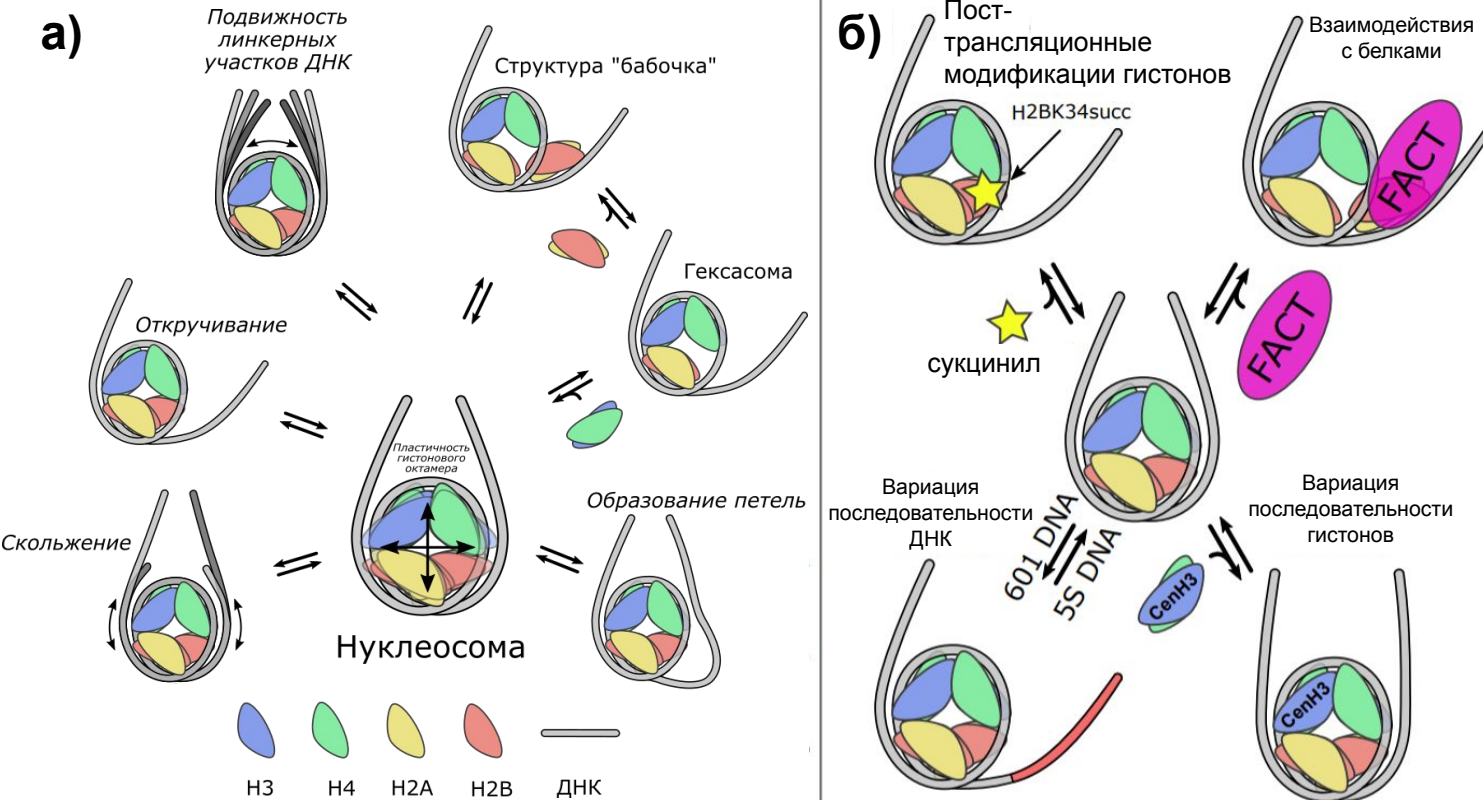 а)
Подвижность
линкерных
участков ДНК
Структура "бабочка"
Гексасома
Откручивание
Пластичность
гистонового
октамера
Образование петель
Скольжение
Нуклеосома
H3
H4
H2A
H2B
ДНК
б)
Пост-
трансляционные
модификации гистонов
H2BK34succ
Взаимодействия
с белками
FACT
сукцинил
FACT
Вариация
последовательности
ДНК
601 DNA
5S DNA
Вариация
последовательности
гистонов
CenH3
CenH3